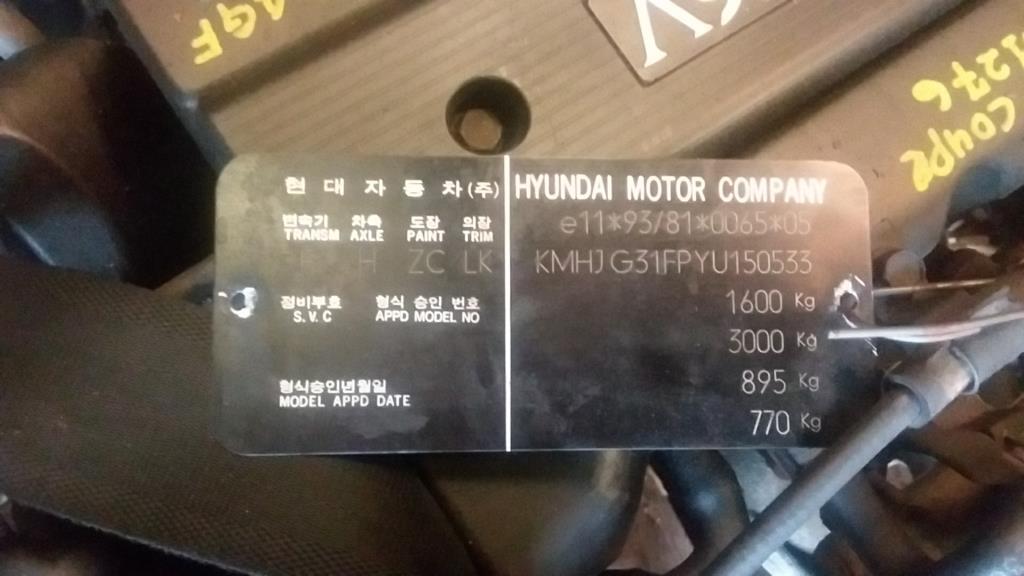 현대자동차(주) HYUNDAI MOTOR COMPANY
변속기 차축 도장 의장
TRANSM AXLE PAINT TRIM
e11*93/81*0065*05
H ZC LK
KMHJG31FPYU150533
정비부호 형식 승인 번호
S.V.C APPD MODEL NO
1600 Kg
3000 Kg
형식승인년월일
MODEL APPD DATE
895 Kg
770 Kg
COUPE
1276